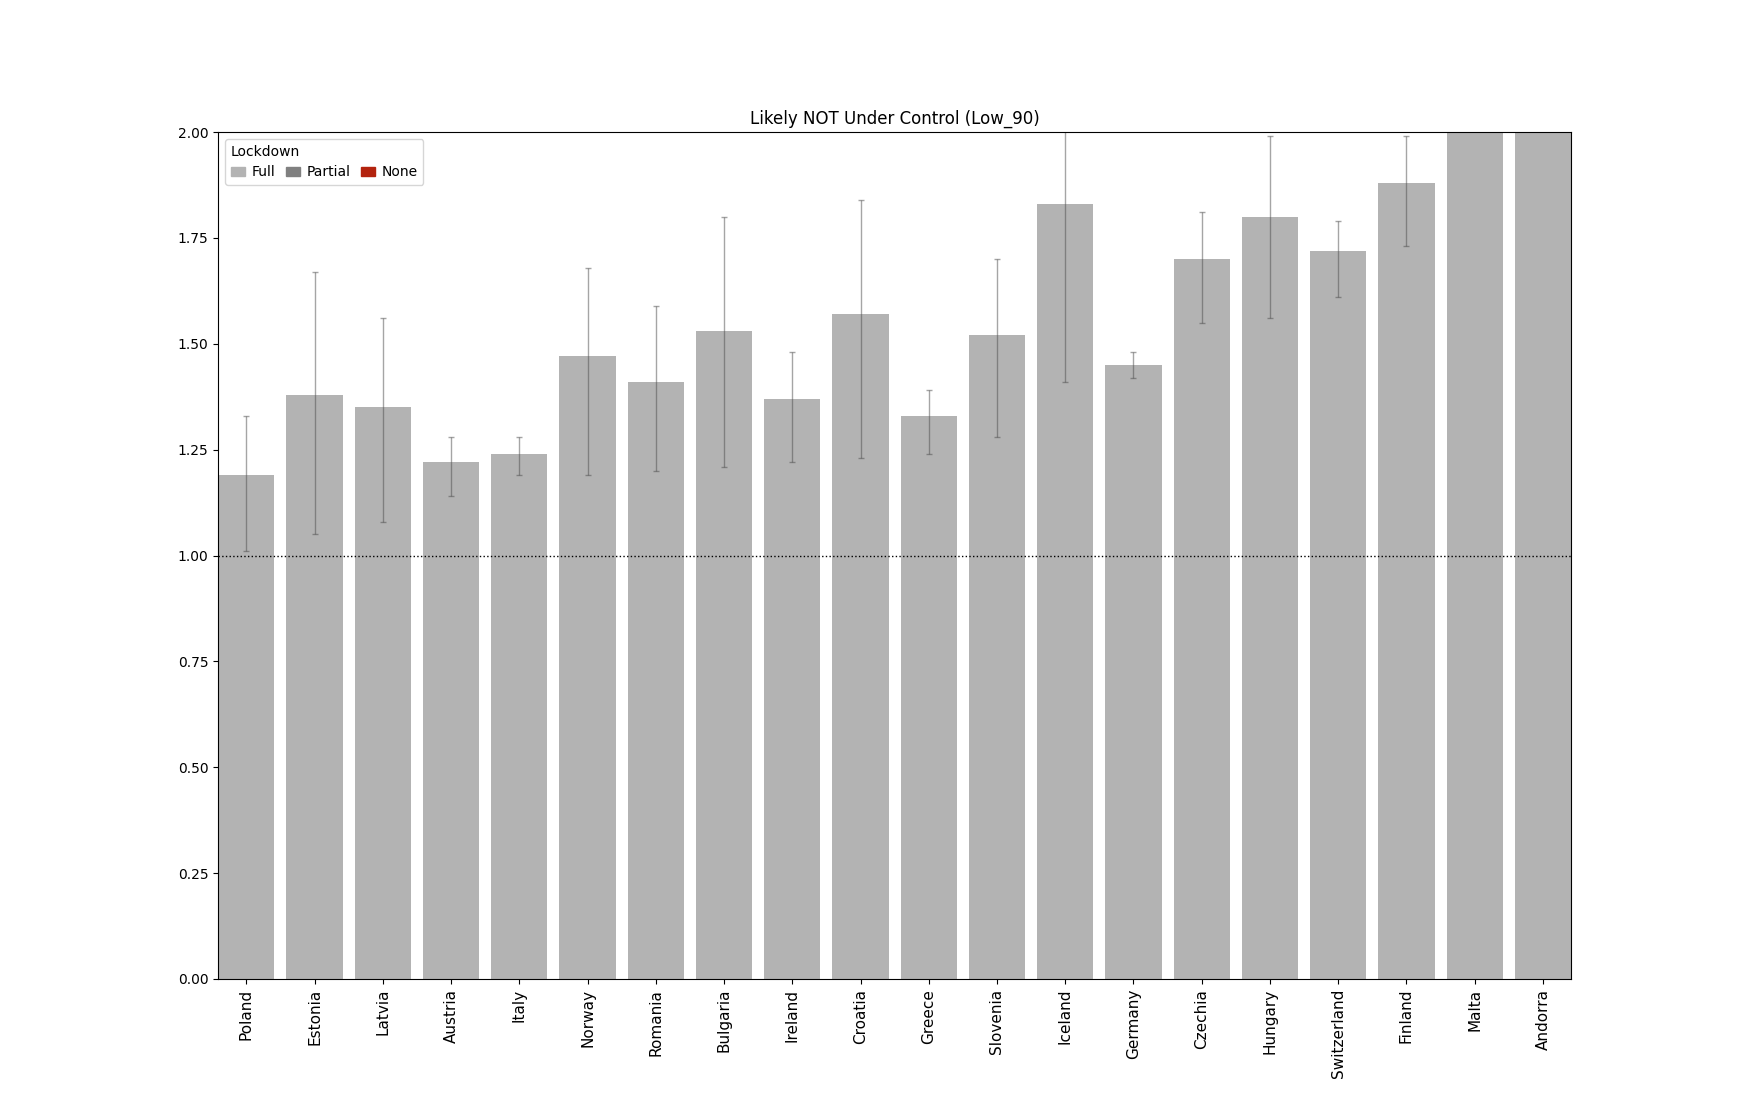 Likely NOT Under Control (Low_90)
Lockdown
Full Partial None
2.00
1.75
1.50
1.25
1.00
0.75
0.50
0.25
0.00
Poland
Estonia
Latvia
Austria
Italy
Norway
Romania
Bulgaria
Ireland
Croatia
Greece
Slovenia
Iceland
Germany
Czechia
Hungary
Switzerland
Finland
Malta
Andorra